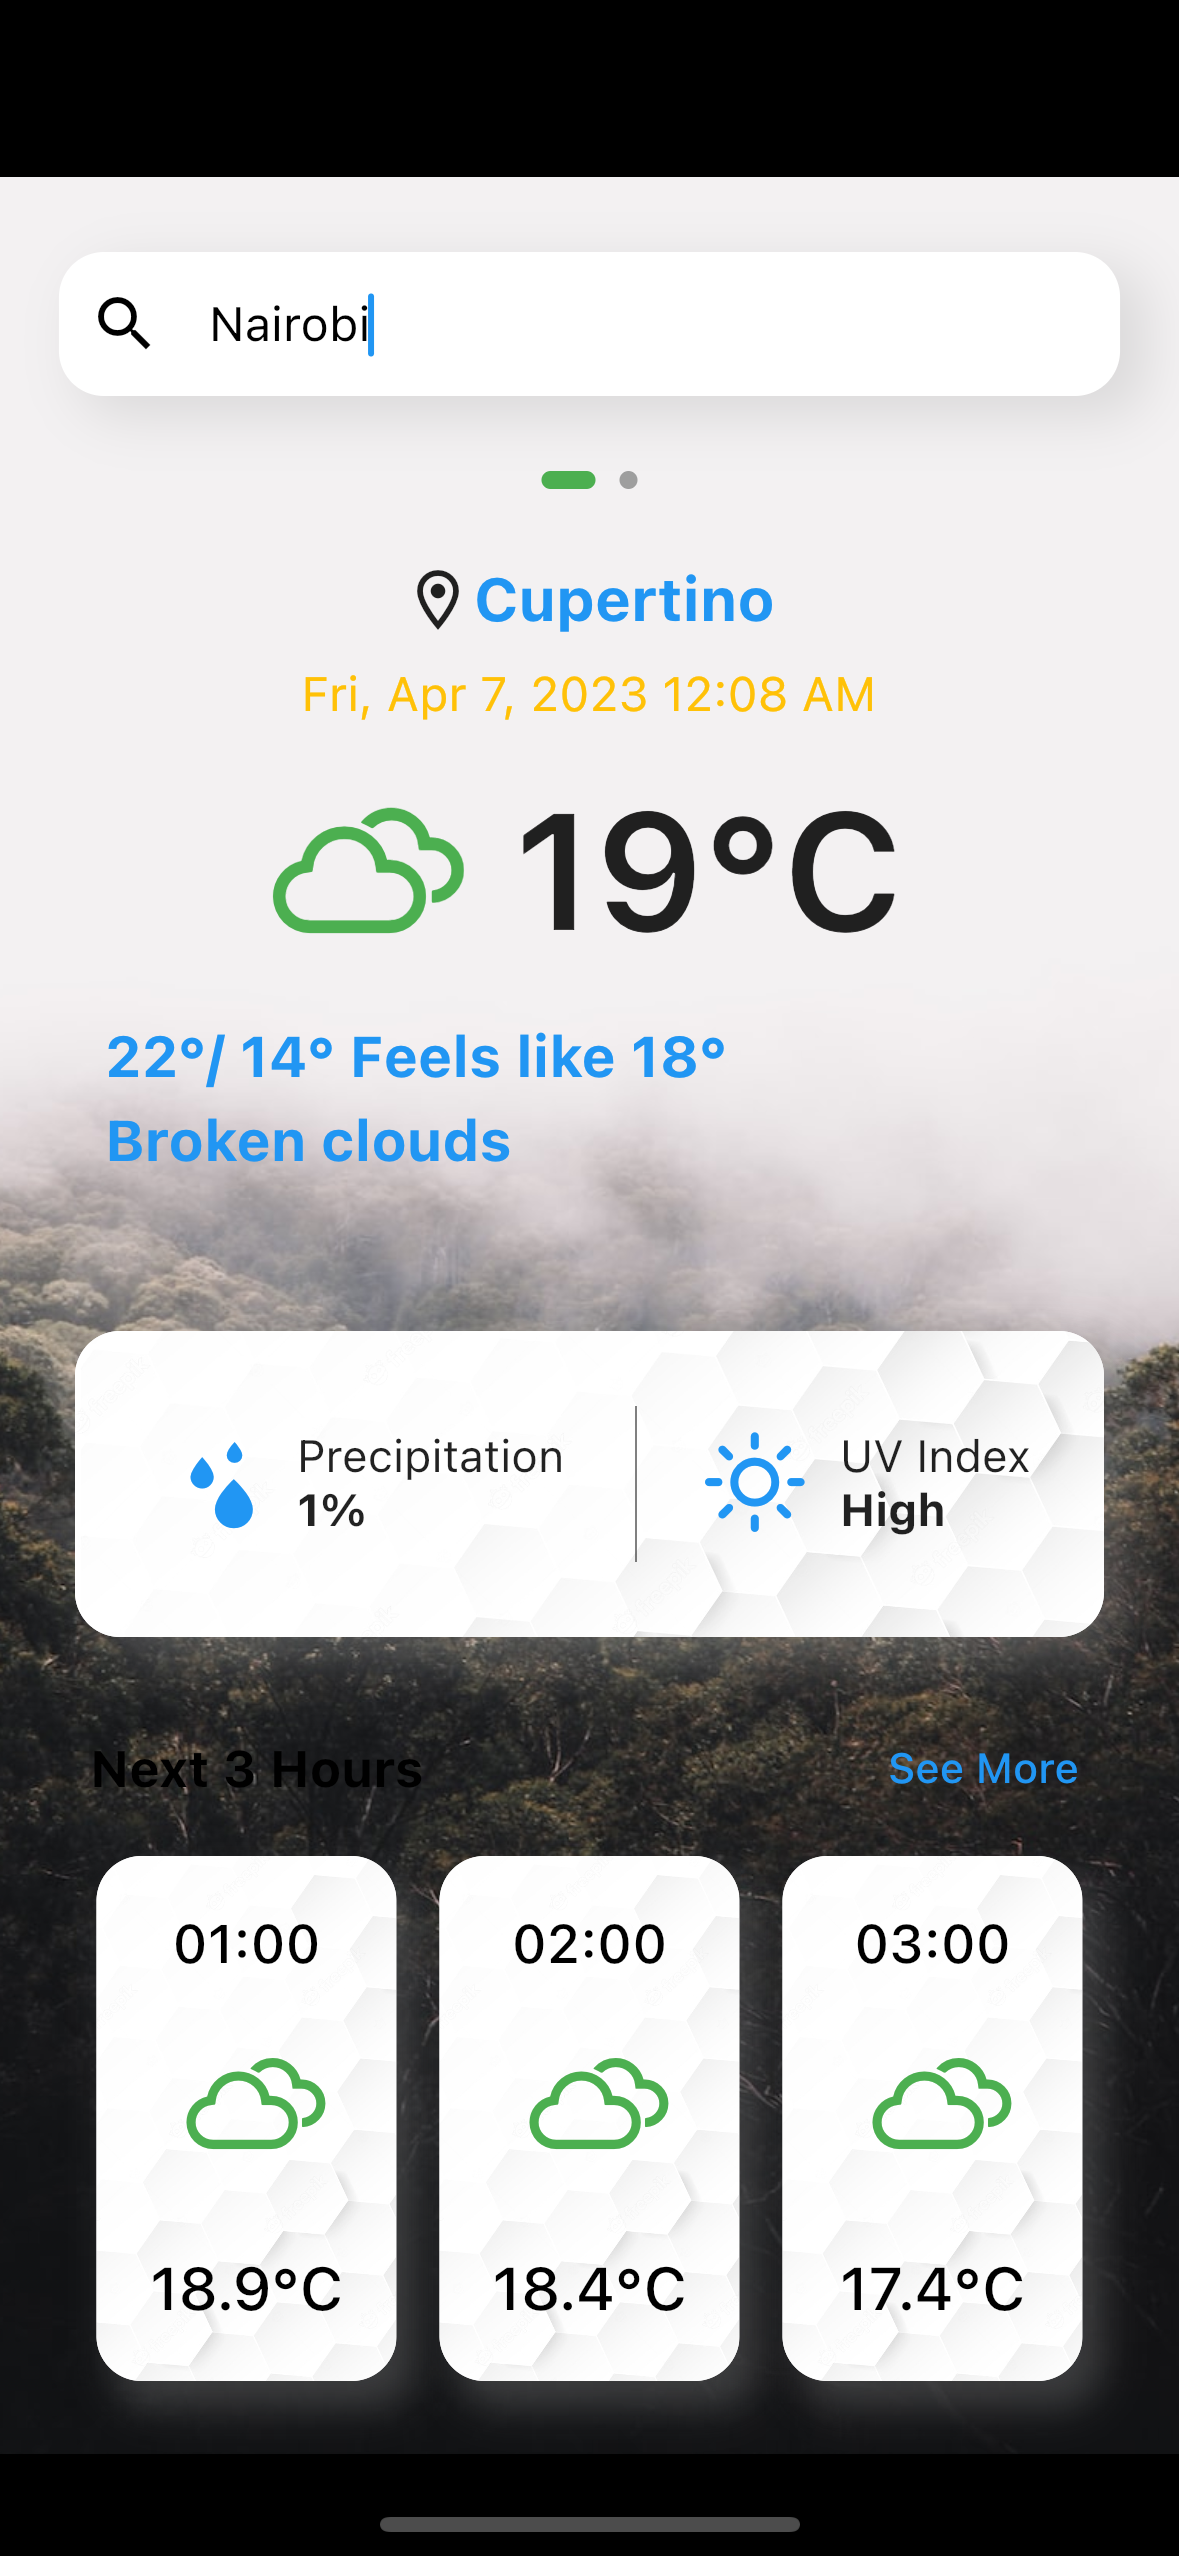 Nairobi
Cupertino
Fri, Apr 7, 2023 12:08 AM
19°C
22°/ 14° Feels like 18°
Broken clouds
Precipitation
1%
UV Index
High
Next 3 Hours
See More
01:00
02:00
03:00
18.9°C
18.4°C
17.4°C